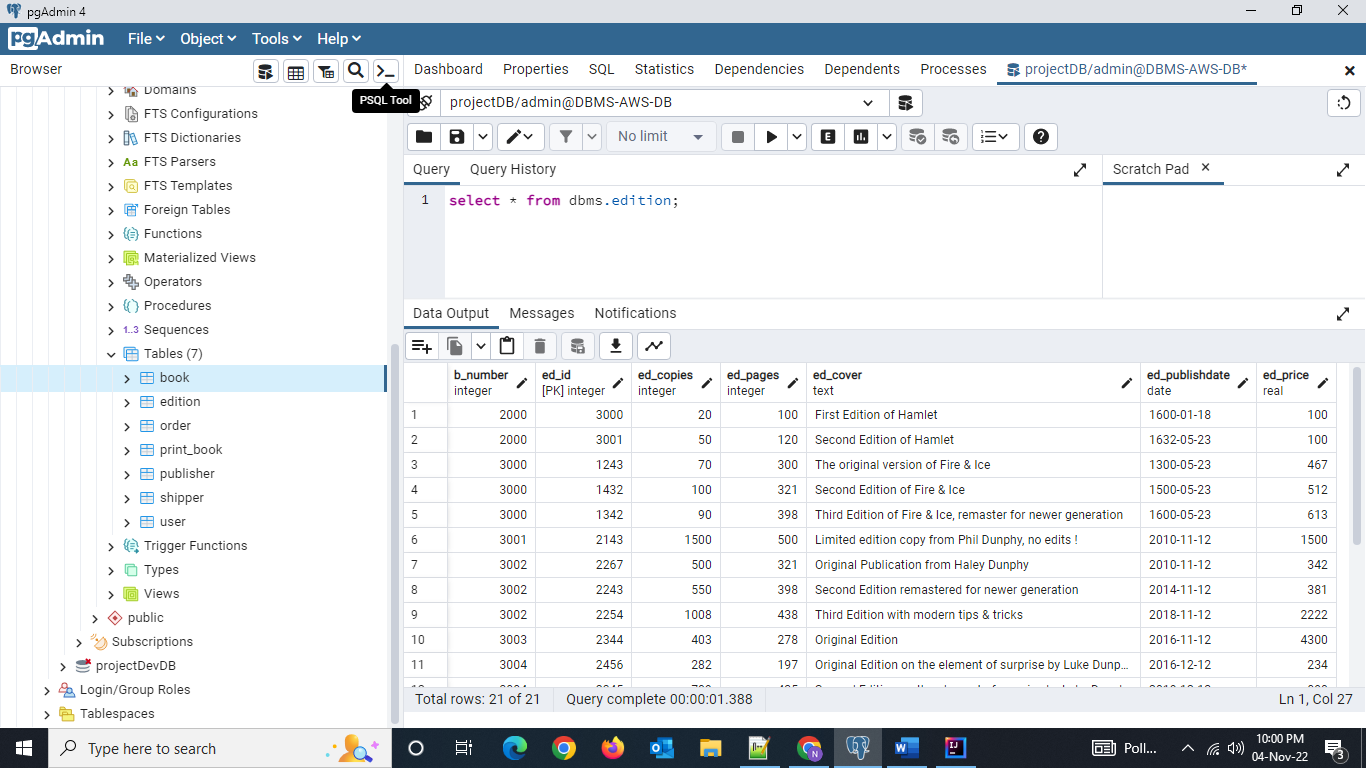 pgAdmin 4
pgAdmin File Object Tools Help
Browser
PSQL Tool
Dashboard Properties SQL Statistics Dependencies Dependents Processes projectDB/admin@DBMS-AWS-DB*
Domains
FTS Configurations
FTS Dictionaries
Aa FTS Parsers
FTS Templates
Foreign Tables
Functions
Materialized Views
Operators
Procedures
1..3 Sequences
Tables (7)
book
edition
order
print_book
publisher
shipper
user
Trigger Functions
Types
Views
public
Subscriptions
projectDevDB
Login/Group Roles
Tablespaces
projectDB/admin@DBMS-AWS-DB
No limit E
Query Query History Scratch Pad
1 select * from dbms.edition;
Data Output Messages Notifications
b_number ed_id ed_copies ed_pages ed_cover ed_publishdate ed_price
integer [PK] integer integer integer text date real
1 2000 3000 20 100 First Edition of Hamlet 1600-01-18 100
2 2000 3001 50 120 Second Edition of Hamlet 1632-05-23 100
3 3000 1243 70 300 The original version of Fire & Ice 1300-05-23 467
4 3000 1432 100 321 Second Edition of Fire & Ice 1500-05-23 512
5 3000 1342 90 398 Third Edition of Fire & Ice, remaster for newer generation 1600-05-23 613
6 3001 2143 1500 500 Limited edition copy from Phil Dunphy, no edits ! 2010-11-12 1500
7 3002 2267 500 321 Original Publication from Haley Dunphy 2010-11-12 342
8 3002 2243 550 398 Second Edition remastered for newer generation 2014-11-12 381
9 3002 2254 1008 438 Third Edition with modern tips & tricks 2018-11-12 2222
10 3003 2344 403 278 Original Edition 2016-11-12 4300
11 3004 2456 282 197 Original Edition on the element of surprise by Luke Dunp... 2016-12-12 234
Total rows: 21 of 21 Query complete 00:00:01.388 Ln 1, Col 27
Type here to search
Poll...
10:00 PM
04-Nov-22
3